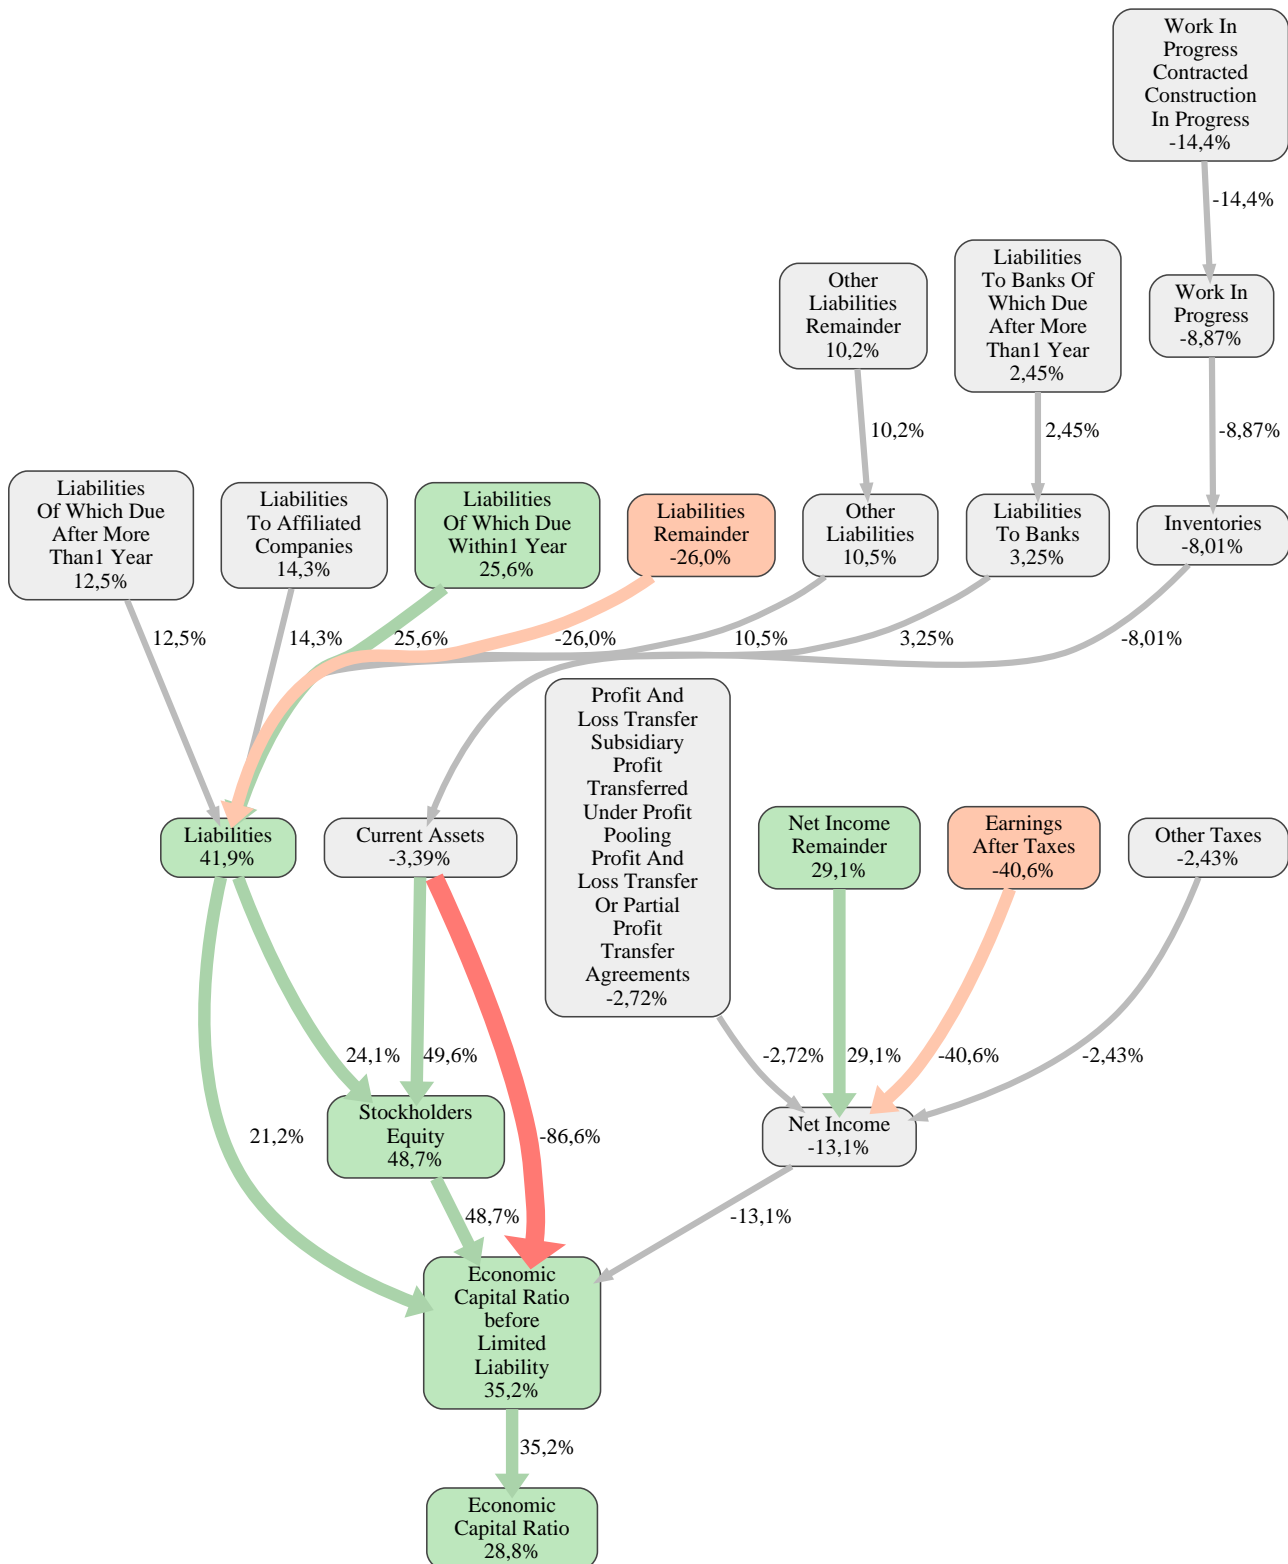 Work In
Progress
Contracted
Construction
In Progress
-14,4%
-14,4%
Liabilities
To Banks Of
Which Due
After More
Than1 Year
2,45%
Other
Liabilities
Remainder
10,2%
Work In
Progress
-8,87%
10,2%
2,45%
-8,87%
Liabilities
Of Which Due
After More
Than1 Year
12,5%
Liabilities
To Affiliated
Companies
14,3%
Liabilities
Of Which Due
Within1 Year
25,6%
Liabilities
Remainder
-26,0%
Other
Liabilities
10,5%
Liabilities
To Banks
3,25%
Inventories
-8,01%
12,5%
14,3%
25,6%
-26,0%
10,5%
3,25%
-8,01%
Profit And
Loss Transfer
Subsidiary
Profit
Transferred
Under Profit
Pooling
Profit And
Loss Transfer
Or Partial
Profit
Transfer
Agreements
-2,72%
Liabilities
41,9%
Current Assets
-3,39%
Net Income
Remainder
29,1%
Earnings
After Taxes
-40,6%
Other Taxes
-2,43%
24,1%
49,6%
-2,72%
29,1%
-40,6%
-2,43%
Stockholders
Equity
48,7%
21,2%
-86,6%
Net Income
-13,1%
48,7%
-13,1%
Economic
Capital Ratio
before
Limited
Liability
35,2%
35,2%
Economic
Capital Ratio
28,8%